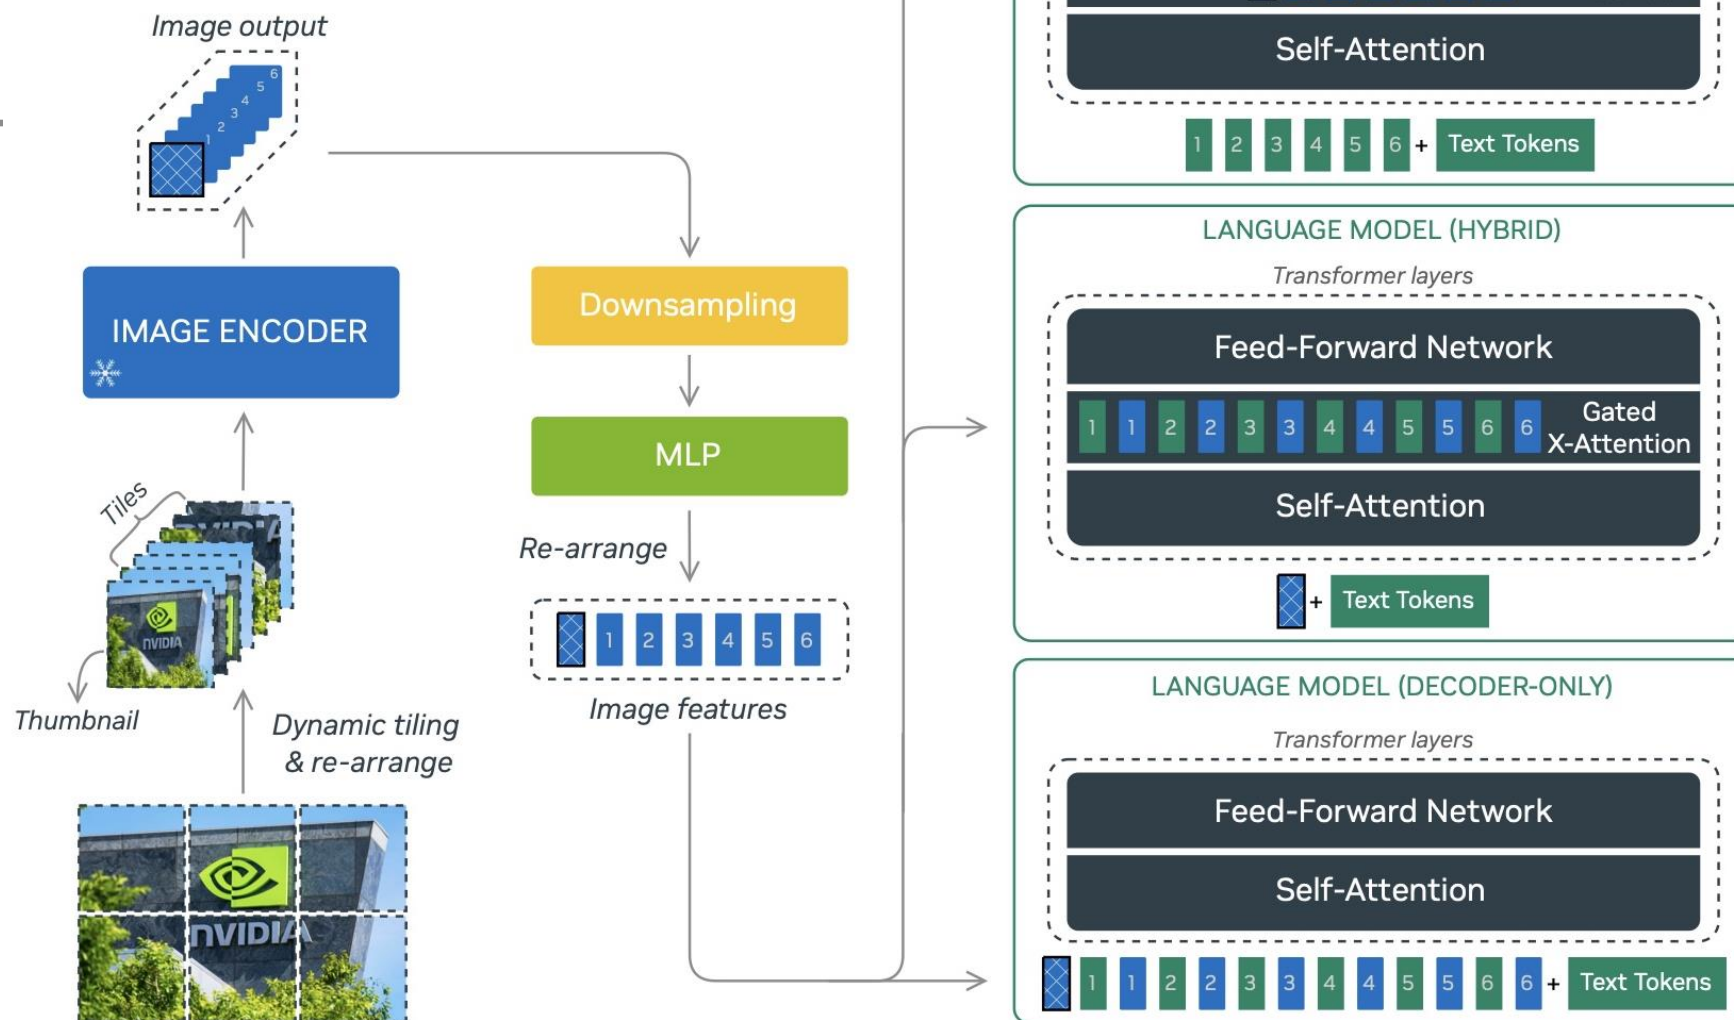 Image output
6
5
4
3
2
1
IMAGE ENCODER
Tiles
NVIDIA
NVIDIA
Thumbnail
Dynamic tiling
& re-arrange
NVIDIA
Downsampling
MLP
Re-arrange
1 2 3 4 5 6
Image features
Self-Attention
1 2 3 4 5 6 + Text Tokens
LANGUAGE MODEL (HYBRID)
Transformer layers
Feed-Forward Network
1 1 2 2 3 3 4 4 5 5 6 6 Gated
X-Attention
Self-Attention
+ Text Tokens
LANGUAGE MODEL (DECODER-ONLY)
Transformer layers
Feed-Forward Network
Self-Attention
1 1 2 2 3 3 4 4 5 5 6 6 + Text Tokens